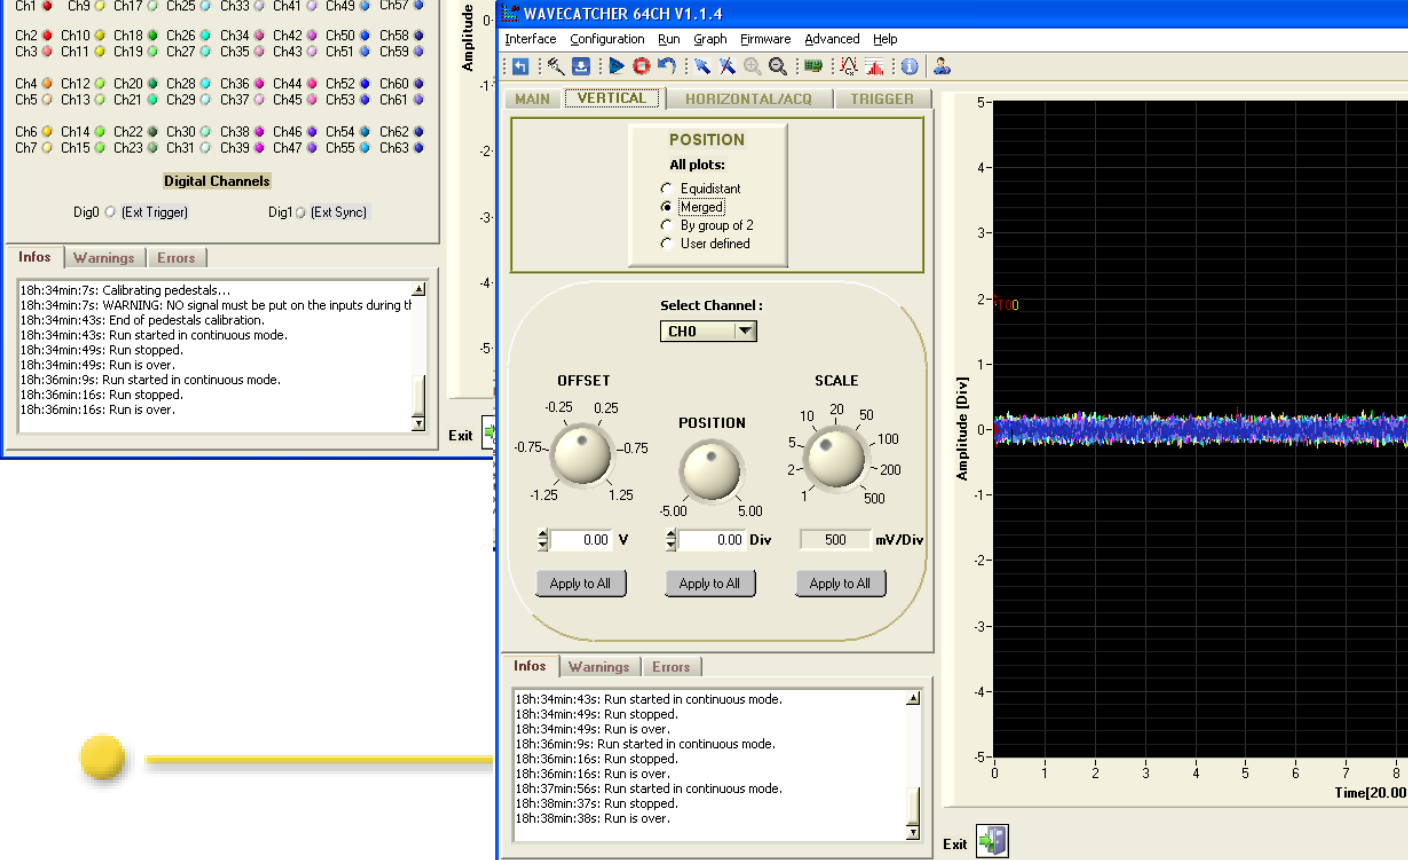 Ch1 Ch9 Ch17 Ch25 Ch33 Ch41 Ch49 Ch57
Ch2 Ch10 Ch18 Ch26 Ch34 Ch42 Ch50 Ch58
Ch3 Ch11 Ch19 Ch27 Ch35 Ch43 Ch51 Ch59
Ch4 Ch12 Ch20 Ch28 Ch36 Ch44 Ch52 Ch60
Ch5 Ch13 Ch21 Ch29 Ch37 Ch45 Ch53 Ch61
Ch6 Ch14 Ch22 Ch30 Ch38 Ch46 Ch54 Ch62
Ch7 Ch15 Ch23 Ch31 Ch39 Ch47 Ch55 Ch63
Digital Channels
Dig0 (Ext Trigger) Dig1 (Ext Sync)
Infos Warnings Errors
18h:34min:7s: Calibrating pedestals...
18h:34min:7s: WARNING: NO signal must be put on the inputs during th
18h:34min:43s: End of pedestals calibration.
18h:34min:43s: Run started in continuous mode.
18h:34min:49s: Run stopped.
18h:34min:49s: Run is over.
18h:36min:9s: Run started in continuous mode.
18h:36min:16s: Run stopped.
18h:36min:16s: Run is over.
Amplitude
0
-1
-2
-3
-4
-5
Exit
WAVECATCHER 64CH V1.1.4
Interface Configuration Run Graph Firmware Advanced Help
MAIN VERTICAL HORIZONTAL/ACQ TRIGGER
POSITION
All plots:
Equidistant
Merged
By group of 2
User defined
Select Channel :
CH0
OFFSET
-0.25 0.25
-0.75 0.75
-1.25 1.25
0.00 V
Apply to All
POSITION
-5.00 5.00
0.00 Div
Apply to All
SCALE
10 20 50
5 100
2 200
1 500
500 mV/Div
Apply to All
Infos Warnings Errors
18h:34min:43s: Run started in continuous mode.
18h:34min:49s: Run stopped.
18h:34min:49s: Run is over.
18h:36min:9s: Run started in continuous mode.
18h:36min:16s: Run stopped.
18h:36min:16s: Run is over.
18h:37min:56s: Run started in continuous mode.
18h:38min:37s: Run stopped.
18h:38min:38s: Run is over.
Amplitude [Div]
5
4
3
2
1
0
-1
-2
-3
-4
-5
0 1 2 3 4 5 6 7 8
Time[20.00
Exit